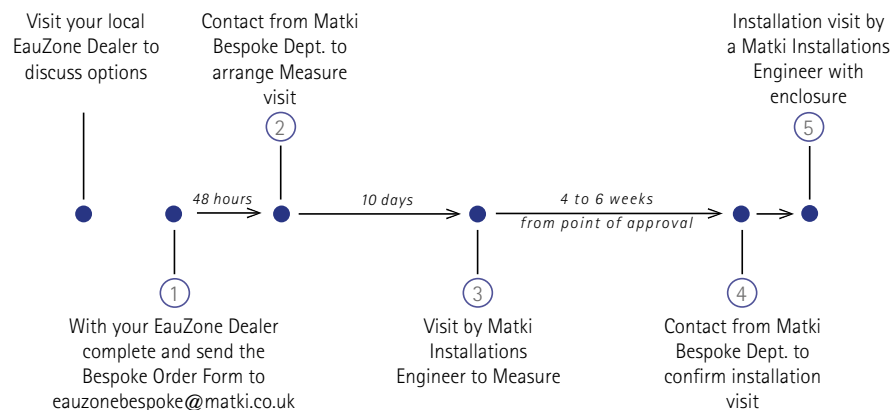 Visit your local
EauZone Dealer to
discuss options
Contact from Matki
Bespoke Dept. to
arrange Measure
visit
2
Installation visit by
a Matki Installations
Engineer with
enclosure
5
48 hours
10 days
4 to 6 weeks
from point of approval
1
With your EauZone Dealer
complete and send the
Bespoke Order Form to
eauzonebespoke@matki.co.uk
3
Visit by Matki
Installations
Engineer to Measure
4
Contact from Matki
Bespoke Dept. to
confirm installation
visit